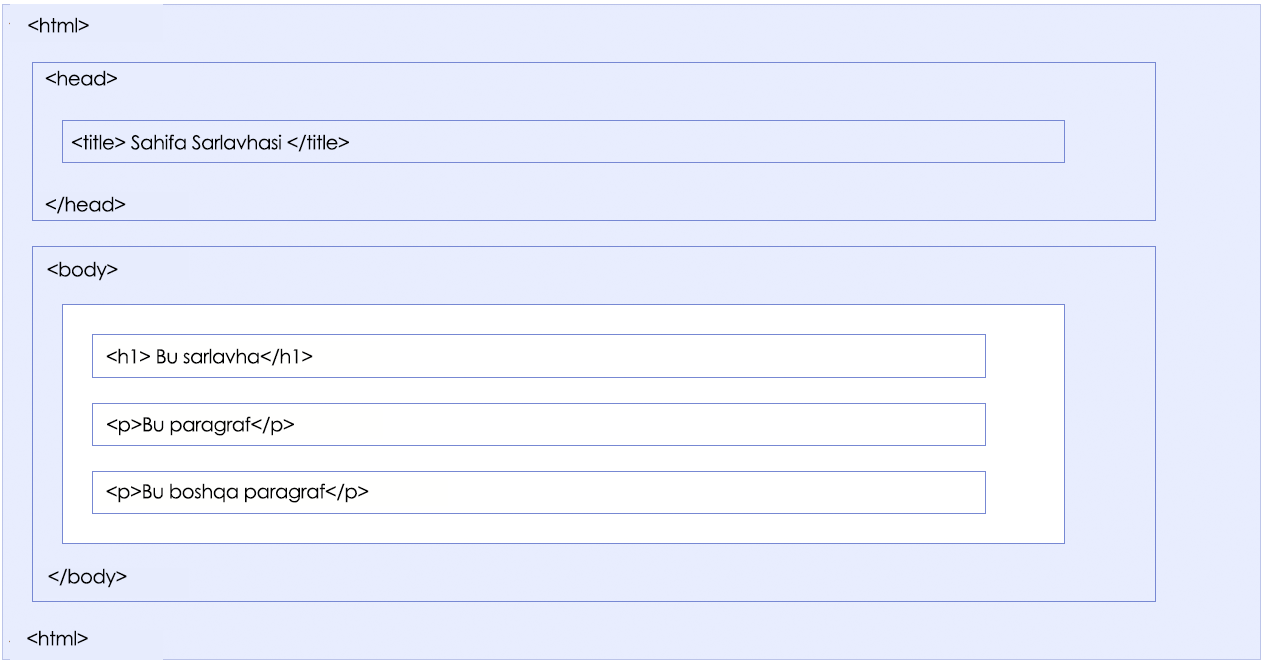 <html>
<head>
<title> Sahifa Sarlavhasi </title>
</head>
<body>
<h1> Bu sarlavha</h1>
<p>Bu paragraf</p>
<p>Bu boshqa paragraf</p>
</body>
<html>